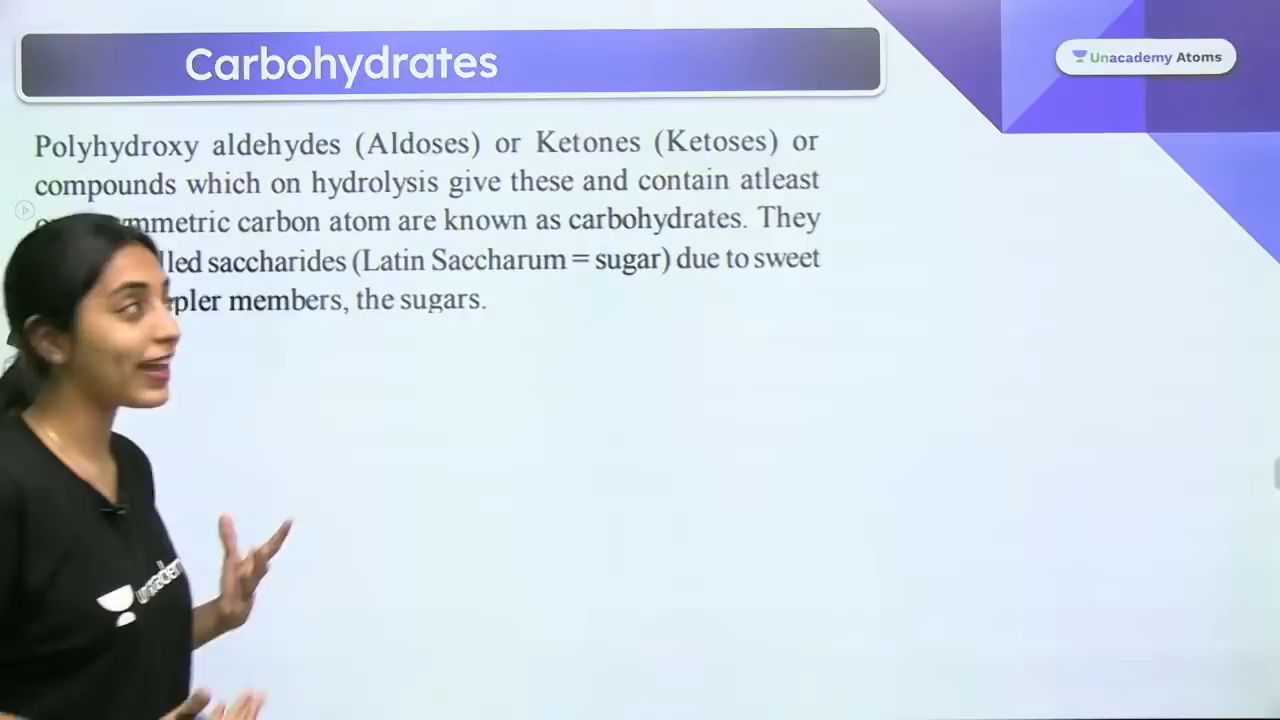 Carbohydrates
Unacademy Atoms
Polyhydroxy aldehydes (Aldoses) or Ketones (Ketoses) or
compounds which on hydrolysis give these and contain atleast
mmetric carbon atom are known as carbohydrates. They
lled saccharides (Latin Saccharum = sugar) due to sweet
pler members, the sugars.
unacadem